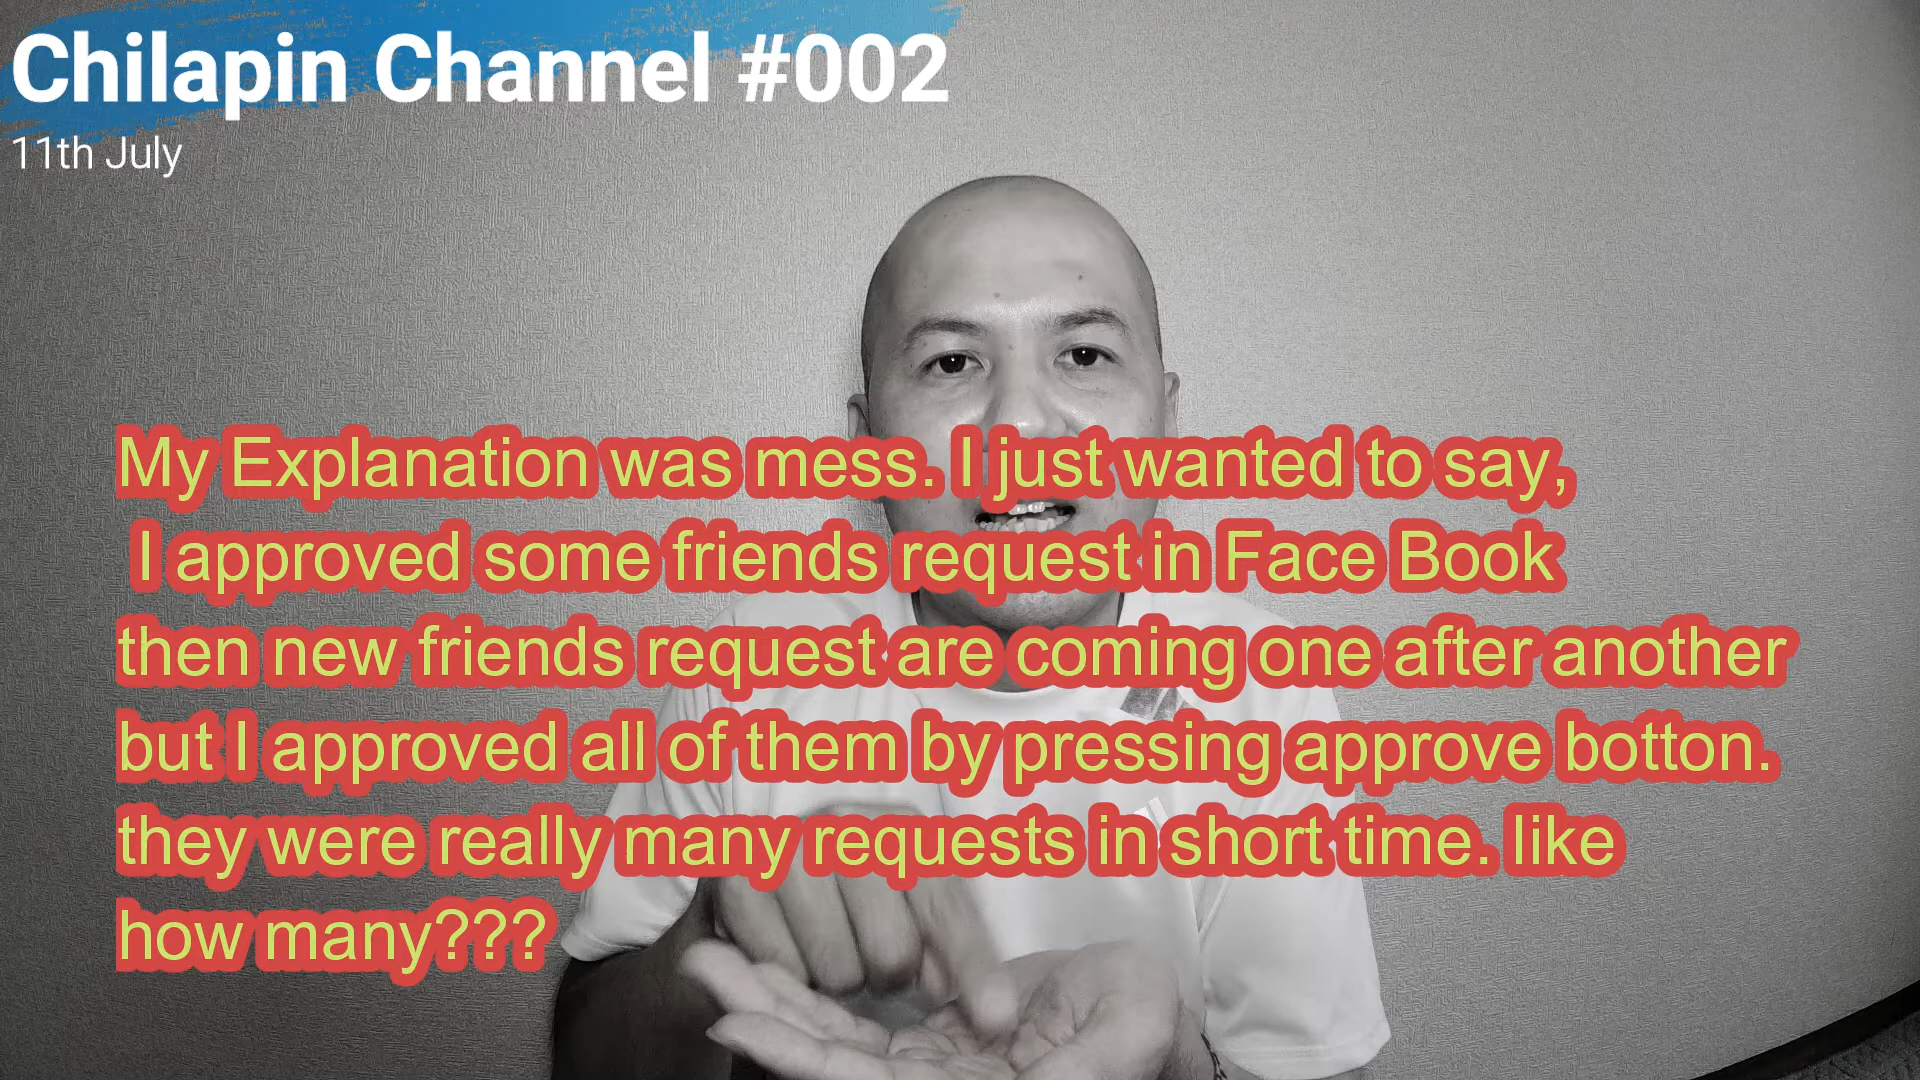 Chilapin Channel #002
11th July
My Explanation was mess. I just wanted to say,
I approved some friends request in Face Book
then new friends request are coming one after another
but I approved all of them by pressing approve botton.
they were really many requests in short time. like
how many???